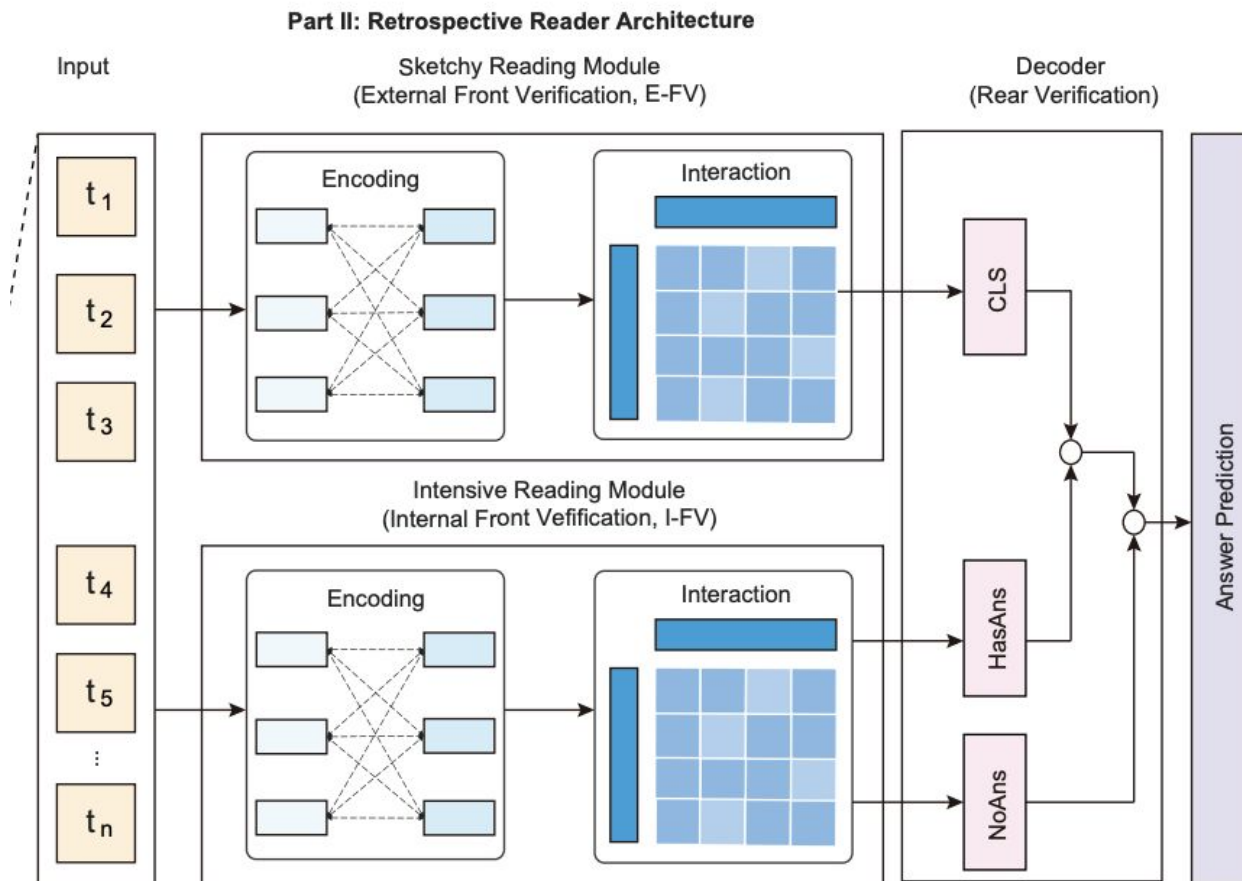 Part II: Retrospective Reader Architecture
Input
Sketchy Reading Module
(External Front Verification, E-FV)
Decoder
(Rear Verification)
t1
t2
t3
t4
t5
...
tn
Encoding
Interaction
Intensive Reading Module
(Internal Front Vefification, I-FV)
Encoding
Interaction
CLS
HasAns
NoAns
Answer Prediction